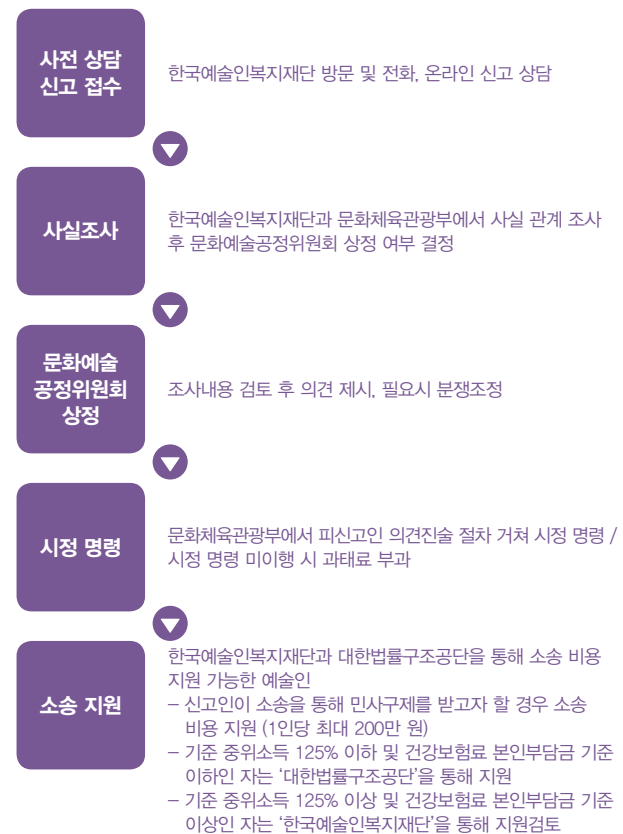 사전 상담
신고 접수
한국예술인복지재단 방문 및 전화, 온라인 신고 상담
사실조사
한국예술인복지재단과 문화체육관광부에서 사실 관계 조사
후 문화예술공정위원회 상정 여부 결정
문화예술
공정위원회
상정
조사내용 검토 후 의견 제시, 필요시 분쟁조정
시정 명령
문화체육관광부에서 피신고인 의견진술 절차 거쳐 시정 명령 /
시정 명령 미이행 시 과태료 부과
소송 지원
한국예술인복지재단과 대한법률구조공단을 통해 소송 비용
지원 가능한 예술인
– 신고인이 소송을 통해 민사구제를 받고자 할 경우 소송
비용 지원 (1인당 최대 200만 원)
– 기준 중위소득 125% 이하 및 건강보험료 본인부담금 기준
이하인 자는 ‘대한법률구조공단’을 통해 지원
– 기준 중위소득 125% 이상 및 건강보험료 본인부담금 기준
이상인 자는 ‘한국예술인복지재단’을 통해 지원검토